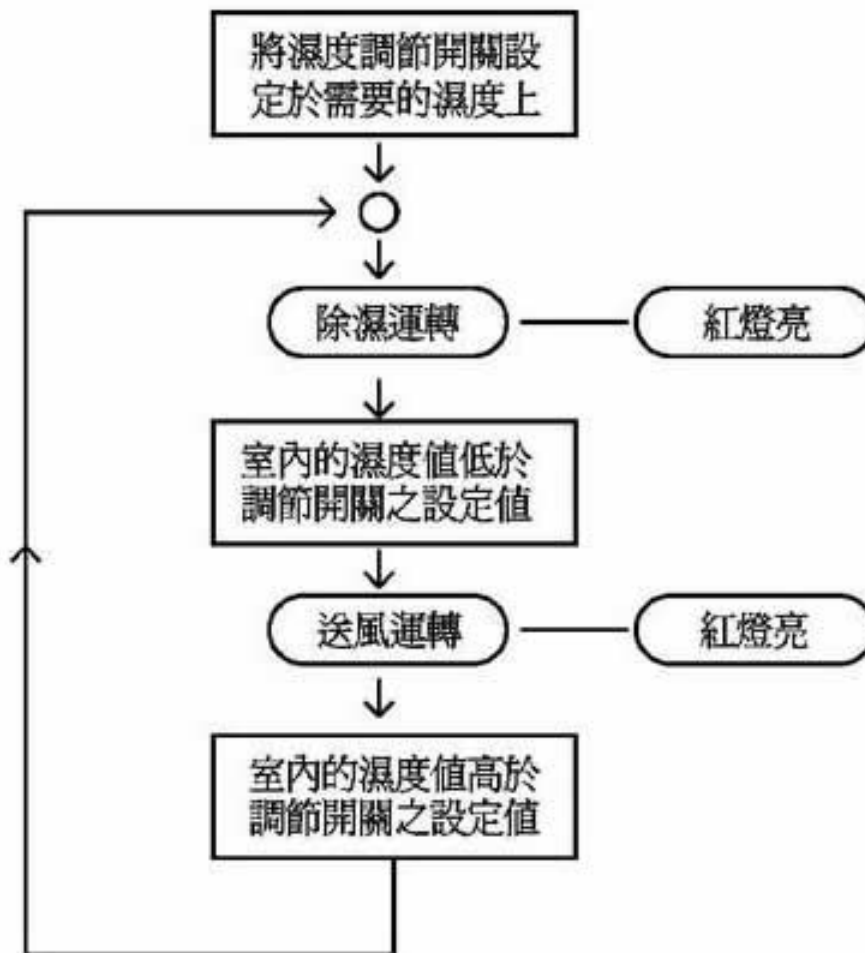 將濕度調節開關設
定於需要的濕度上
除濕運轉
紅燈亮
室內的濕度值低於
調節開關之設定值
送風運轉
紅燈亮
室內的濕度值高於
調節開關之設定值